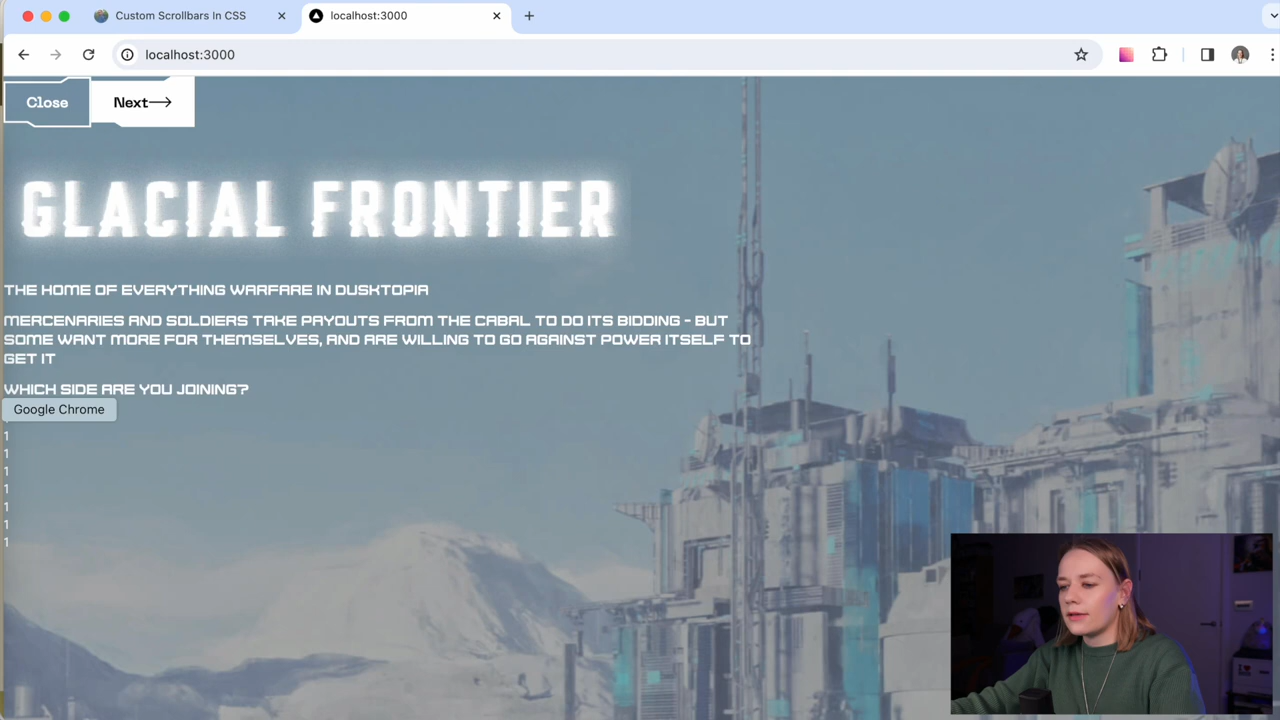 Custom Scrollbars In CSS
localhost:3000
localhost:3000
Close
Next
GLACIAL FRONTIER
THE HOME OF EVERYTHING WARFARE IN DUSKTOPIA
MERCENARIES AND SOLDIERS TAKE PAYOUTS FROM THE CABAL TO DO ITS BIDDING - BUT
SOME WANT MORE FOR THEMSELVES, AND ARE WILLING TO GO AGAINST POWER ITSELF TO
GET IT
WHICH SIDE ARE YOU JOINING?
Google Chrome
1
1
1
1
1
1
1